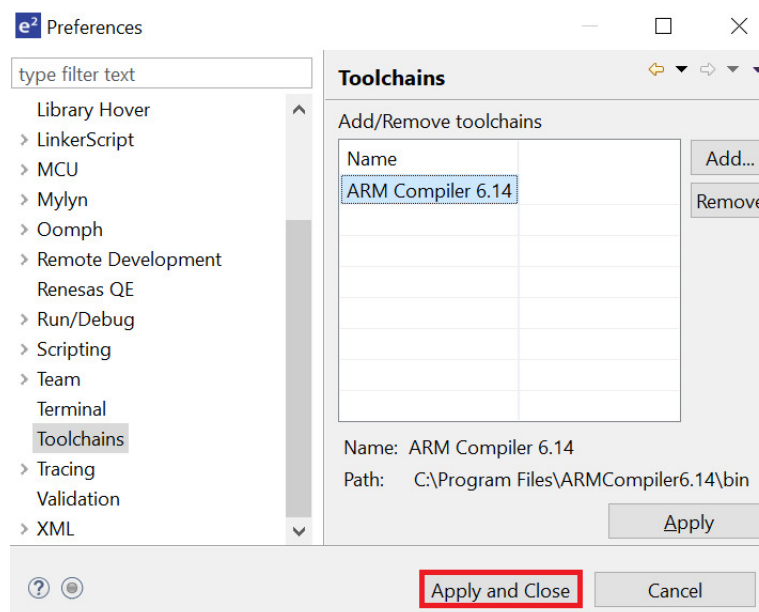 e² Preferences
type filter text
Library Hover
LinkerScript
MCU
Mylyn
Oomph
Remote Development
Renesas QE
Run/Debug
Scripting
Team
Terminal
Toolchains
Tracing
Validation
XML
Toolchains
Add/Remove toolchains
Name
ARM Compiler 6.14
Add...
Remove
Name: ARM Compiler 6.14
Path: C:\Program Files\ARMCompiler6.14\bin
Apply
? Apply and Close Cancel